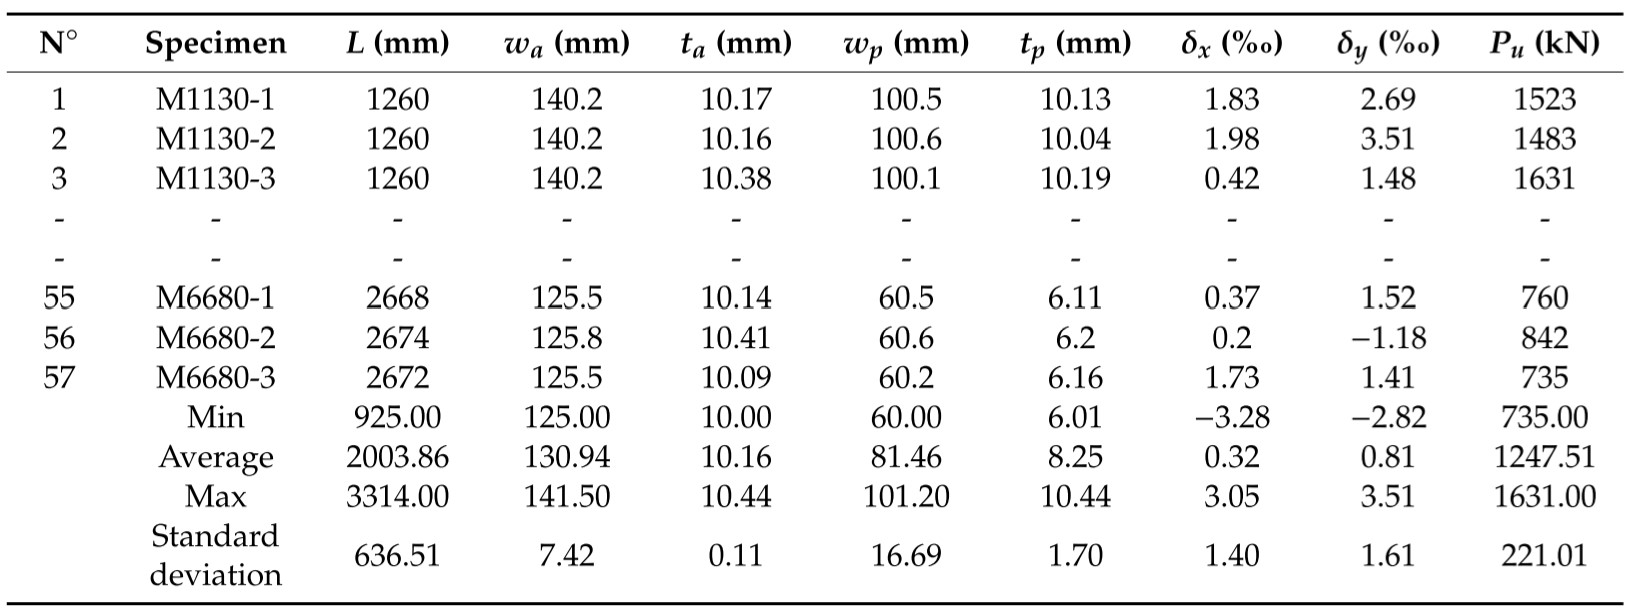 N° Specimen L (mm) wa (mm) ta (mm) wp (mm) tp (mm) δx (‰) δy (‰) Pu (kN)
1 M1130-1 1260 140.2 10.17 100.5 10.13 1.83 2.69 1523
2 M1130-2 1260 140.2 10.16 100.6 10.04 1.98 3.51 1483
3 M1130-3 1260 140.2 10.38 100.1 10.19 0.42 1.48 1631
- - - - - - - - - -
- - - - - - - - - -
55 M6680-1 2668 125.5 10.14 60.5 6.11 0.37 1.52 760
56 M6680-2 2674 125.8 10.41 60.6 6.2 0.2 −1.18 842
57 M6680-3 2672 125.5 10.09 60.2 6.16 1.73 1.41 735
Min 925.00 125.00 10.00 60.00 6.01 −3.28 −2.82 735.00
Average 2003.86 130.94 10.16 81.46 8.25 0.32 0.81 1247.51
Max 3314.00 141.50 10.44 101.20 10.44 3.05 3.51 1631.00
Standard
deviation 636.51 7.42 0.11 16.69 1.70 1.40 1.61 221.01